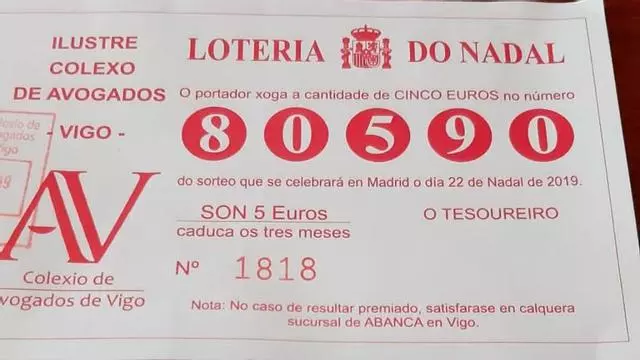 ILUSTRE
COLEXO
DE AVOGADOS
- VIGO -
LOTERIA DO NADAL
O portador xoga a cantidade de CINCO EUROS no número
80590
do sorteo que se celebrará en Madrid o día 22 de Nadal de 2019.
SON 5 Euros
caduca os tres meses
O TESOUREIRO
Nº 1818
Nota: No caso de resultar premiado, satisfarase en calquera
sucursal de ABANCA en Vigo.
AV
Colexio de
vogados de Vigo